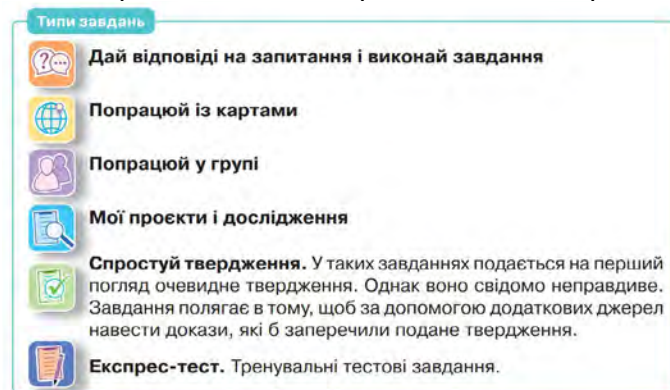 Типи завдань
Дай відповіді на запитання і виконай завдання
Попрацюй із картами
Попрацюй у групі
Мої проєкти і дослідження
Спростуй твердження. У таких завданнях подається на перший
погляд очевидне твердження. Однак воно свідомо неправдиве.
Завдання полягає в тому, щоб за допомогою додаткових джерел
навести докази, які б заперечили подане твердження.
Експрес-тест. Тренувальні тестові завдання.